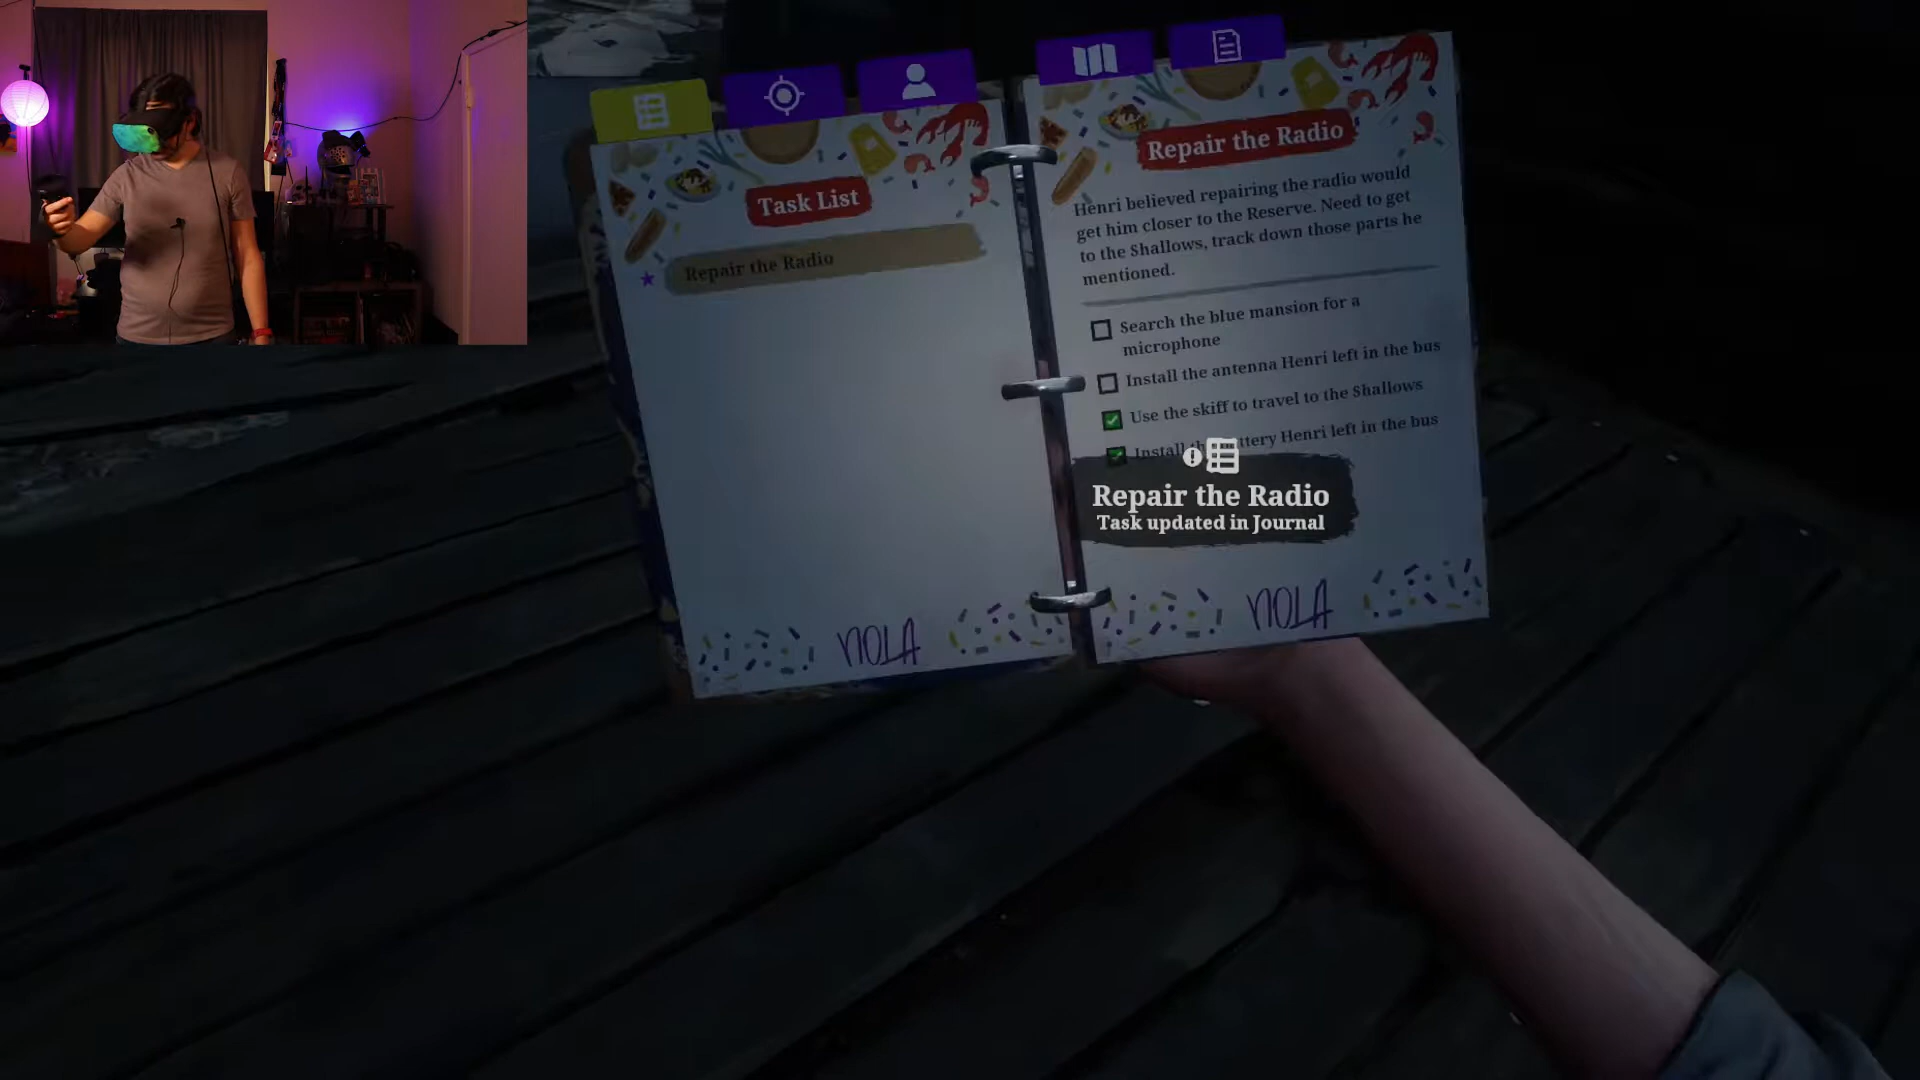 Task List
Repair the Radio
NOLA
Repair the Radio
Henri believed repairing the radio would
get him closer to the Reserve. Need to get
to the Shallows, track down those parts he
mentioned.
Search the blue mansion for a
microphone
Install the antenna Henri left in the bus
Use the skiff to travel to the Shallows
Henri left in the bus
Repair the Radio
Task updated in Journal
NOLA